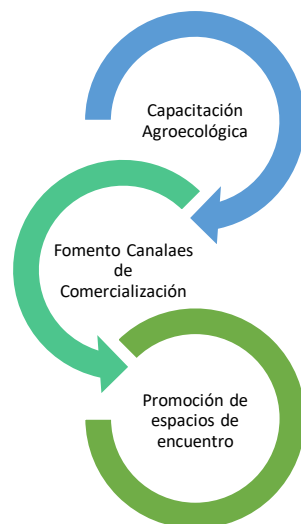 Capacitación
Agroecológica
Fomento Canalaes
de
Comercialización
Promoción de
espacios de
encuentro